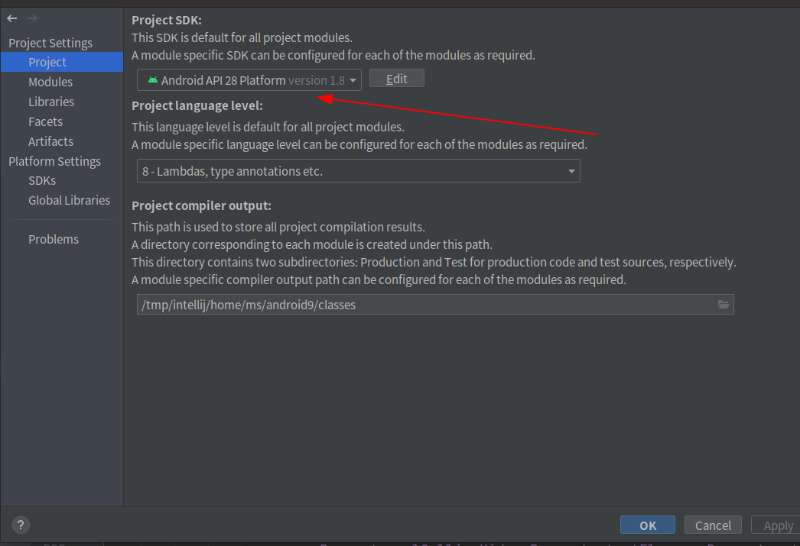 Project Settings
Project
Modules
Libraries
Facets
Artifacts
Platform Settings
SDKs
Global Libraries
Problems
Project SDK:
This SDK is default for all project modules.
A module specific SDK can be configured for each of the modules as required.
Android API 28 Platform version 1.8
Edit
Project language level:
This language level is default for all project modules.
A module specific language level can be configured for each of the modules as required.
8 - Lambdas, type annotations etc.
Project compiler output:
This path is used to store all project compilation results.
A directory corresponding to each module is created under this path.
This directory contains two subdirectories: Production and Test for production code and test sources, respectively.
A module specific compiler output path can be configured for each of the modules as required.
/tmp/intellij/home/ms/android9/classes
?
OK
Cancel
Apply